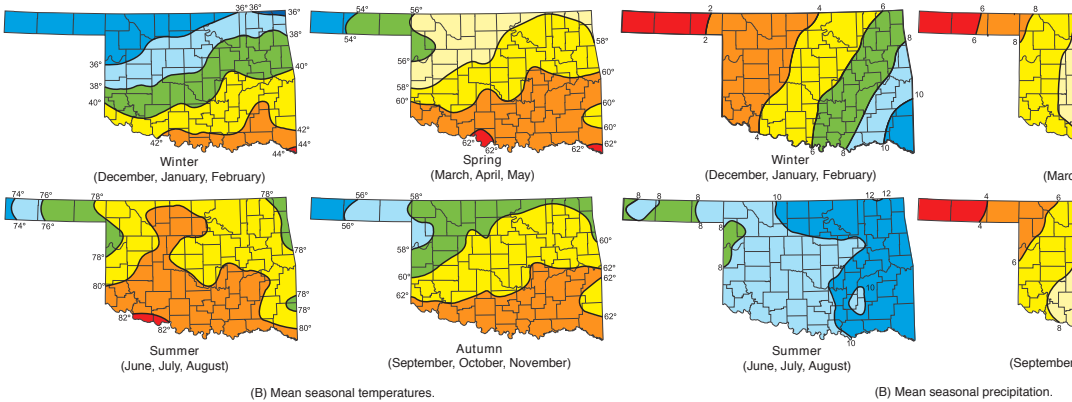 36° 36°
36°
40°
36°
38°
40°
42°
42°
44°
44°
Winter
(December, January, February)
54° 56°
54°
58°
56°
58°
60°
60°
60°
62°
62°
62°
62°
Spring
(March, April, May)
4 6
2 2
8
10
4
6 8 10
Winter
(December, January, February)
6 8
6
8
(Marc
74° 76° 78° 78°
74° 76°
78°
78°
80°
78°
82°
82°
80°
Summer
(June, July, August)
56° 58°
56°
58°
60°
60°
62°
62°
62°
62°
Autumn
(September, October, November)
8 8 8 10 12 12
8
8
10
10
Summer
(June, July, August)
4 6
4
6
8
(September
(B) Mean seasonal temperatures.
(B) Mean seasonal precipitation.